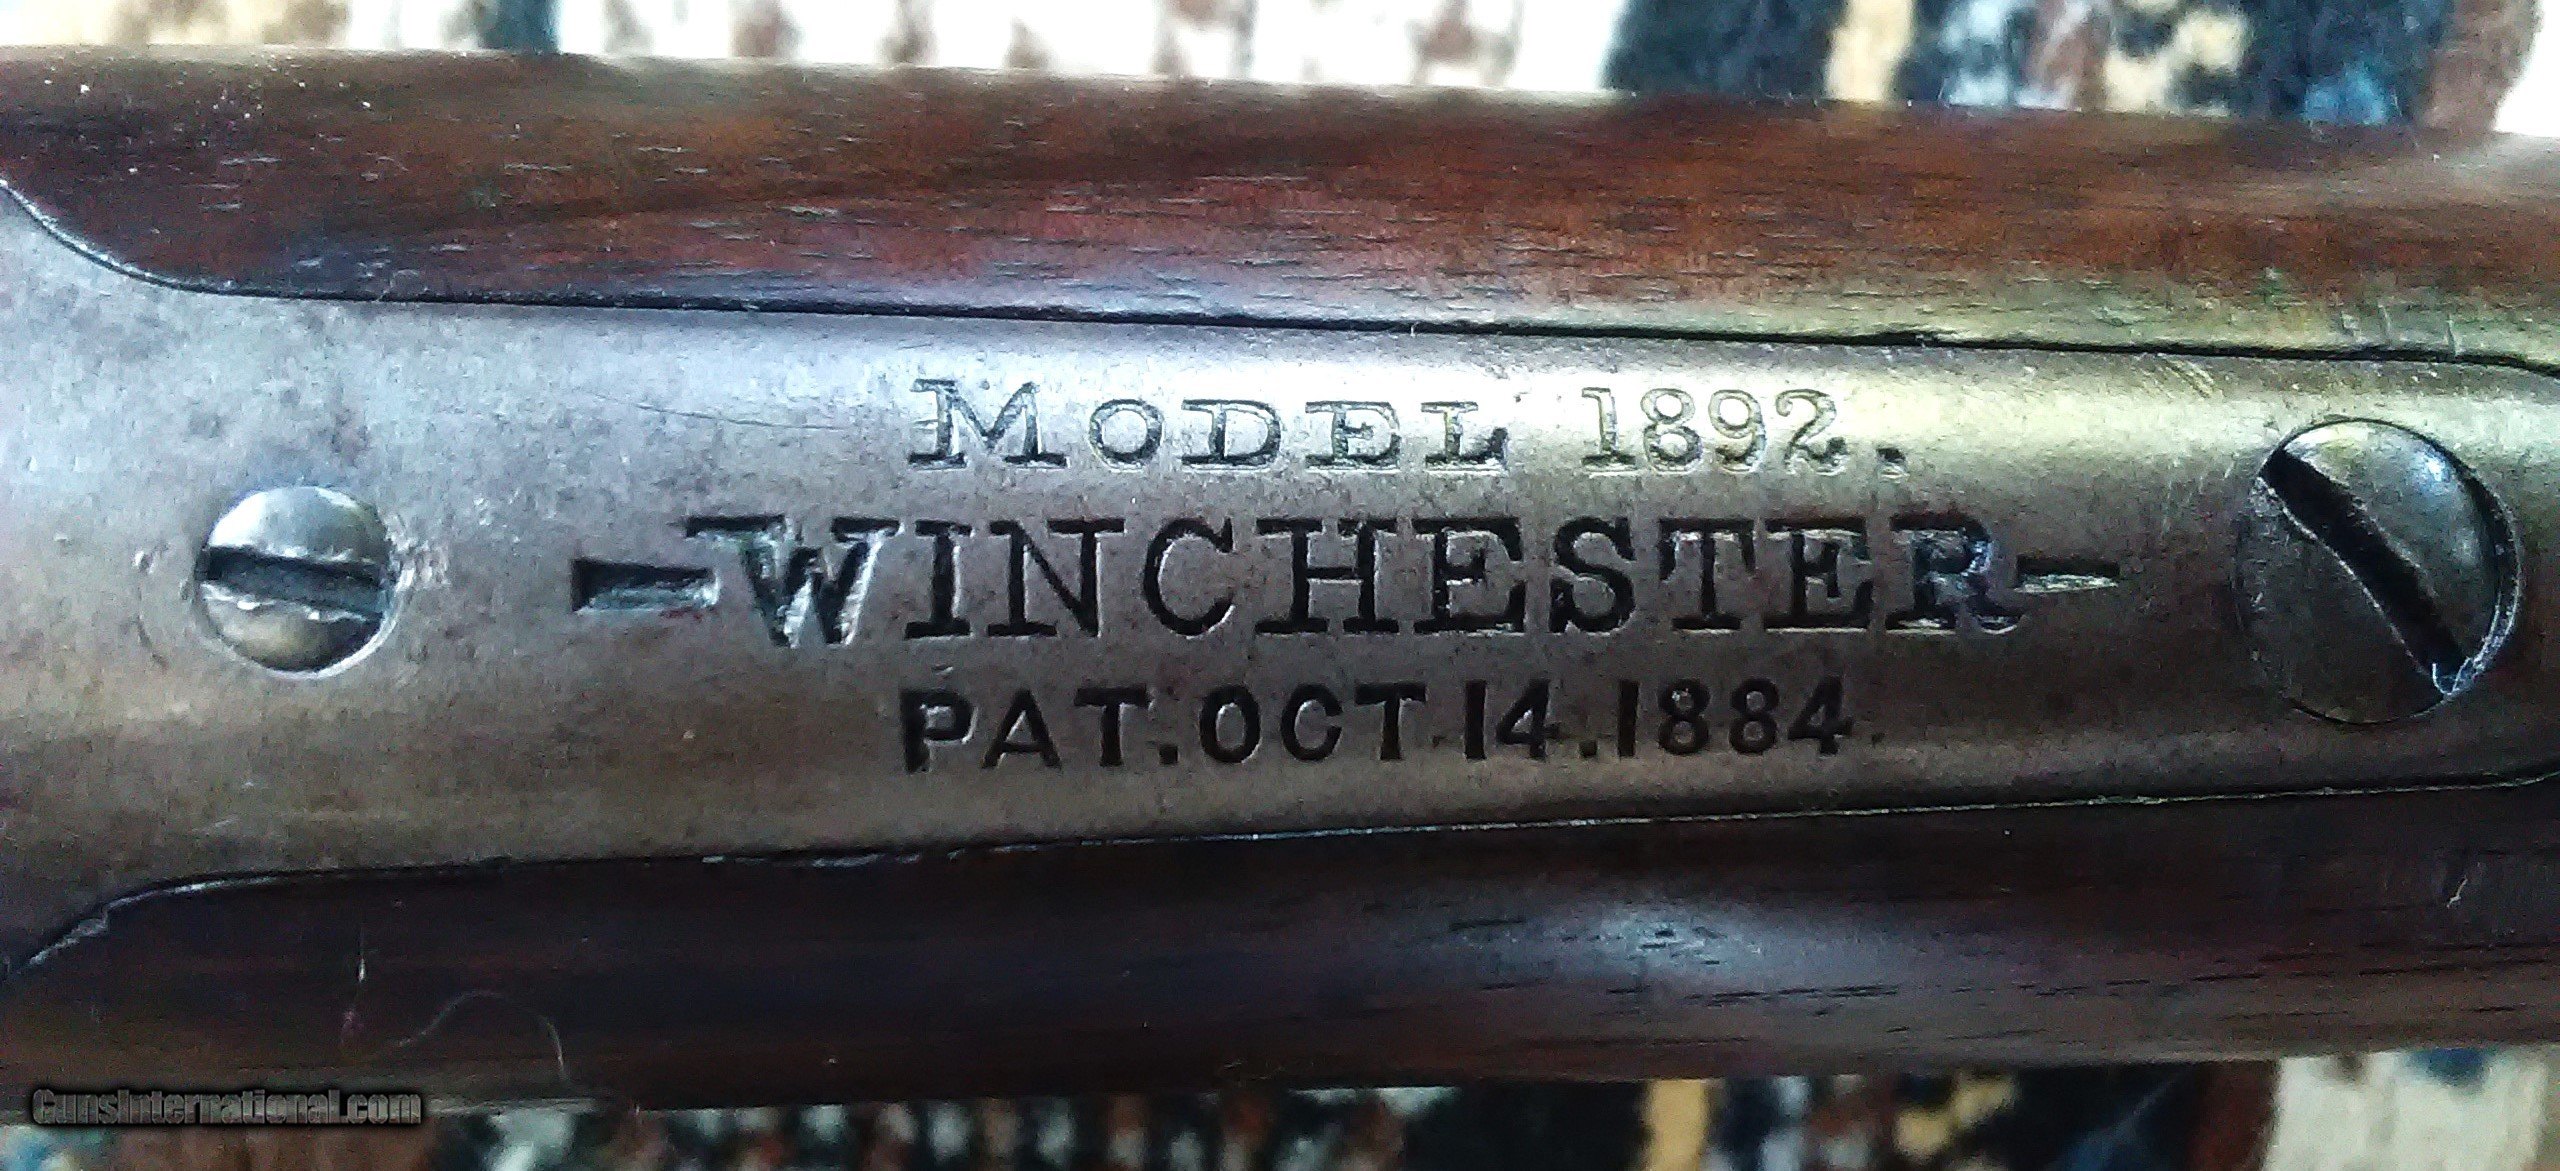 MODEL 1892.
-WINCHESTER-
PAT. OCT. 14. 1884.
GunsInternational.com